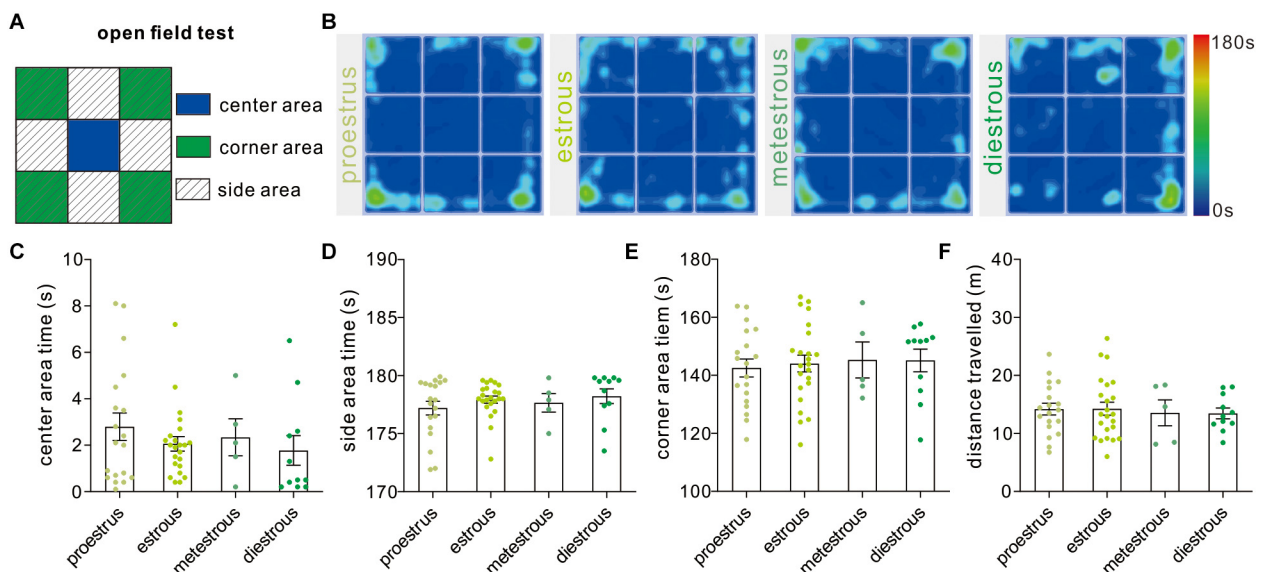 A
open field test
center area
corner area
side area
B
proestrus
estrous
metestrous
diestrous
180s
0s
C
center area time (s)
10
8
6
4
2
0
proestrus
estrous
metestrous
diestrous
D
side area time (s)
190
185
180
175
170
proestrus
estrous
metestrous
diestrous
E
corner area tiem (s)
180
160
140
120
100
proestrus
estrous
metestrous
diestrous
F
distance travelled (m)
40
30
20
10
0
proestrus
estrous
metestrous
diestrous